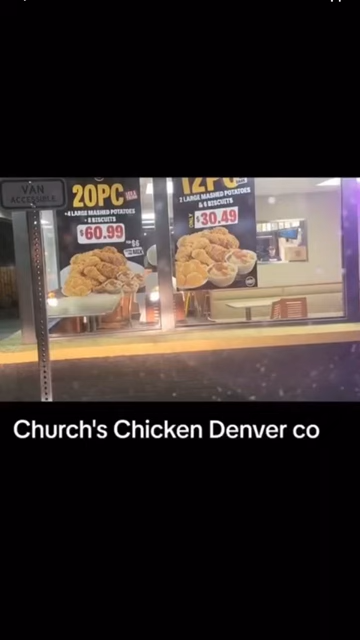 VAN
ACCESSIBLE
20PC
+4 LARGE MASHED POTATOES
+ 8 BISCUITS
$60.99
12PC
2 LARGE MASHED POTATOES
& 6 BISCUITS
ONLY
$30.49
Church's Chicken Denver co